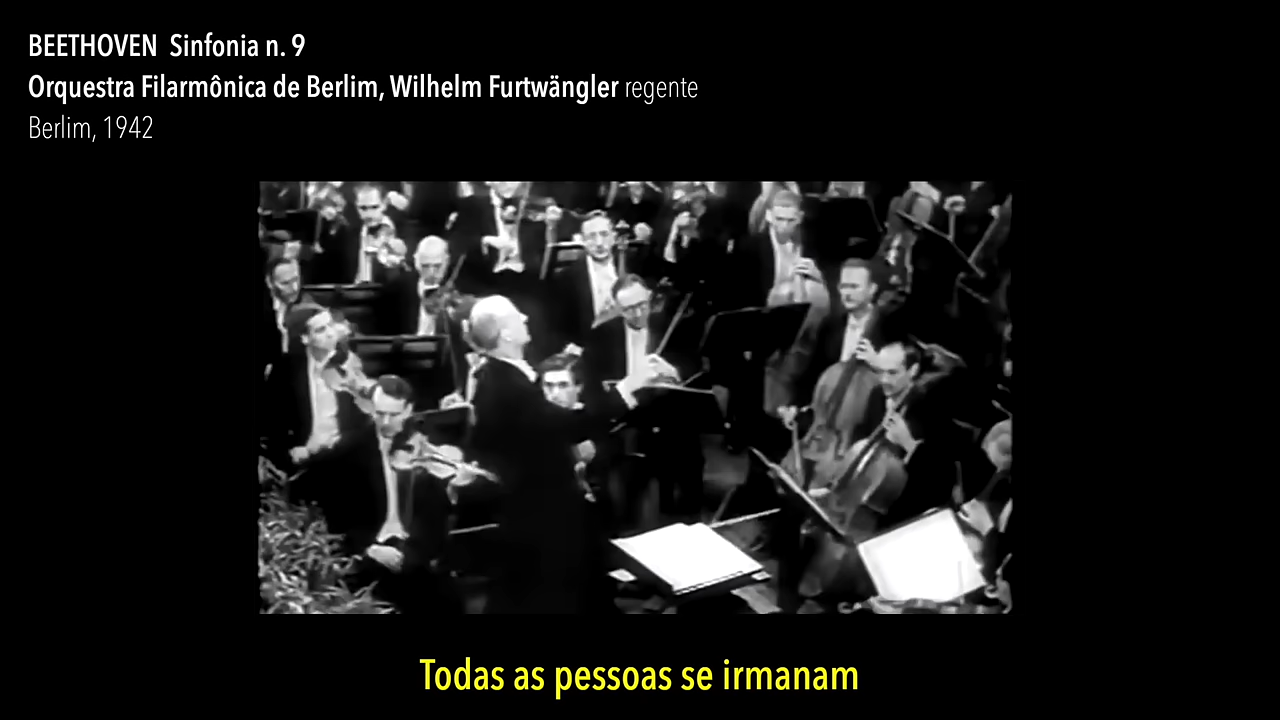 BEETHOVEN Sinfonia n. 9
Orquestra Filarmônica de Berlim, Wilhelm Furtwängler regente
Berlim, 1942
Todas as pessoas se irmanam